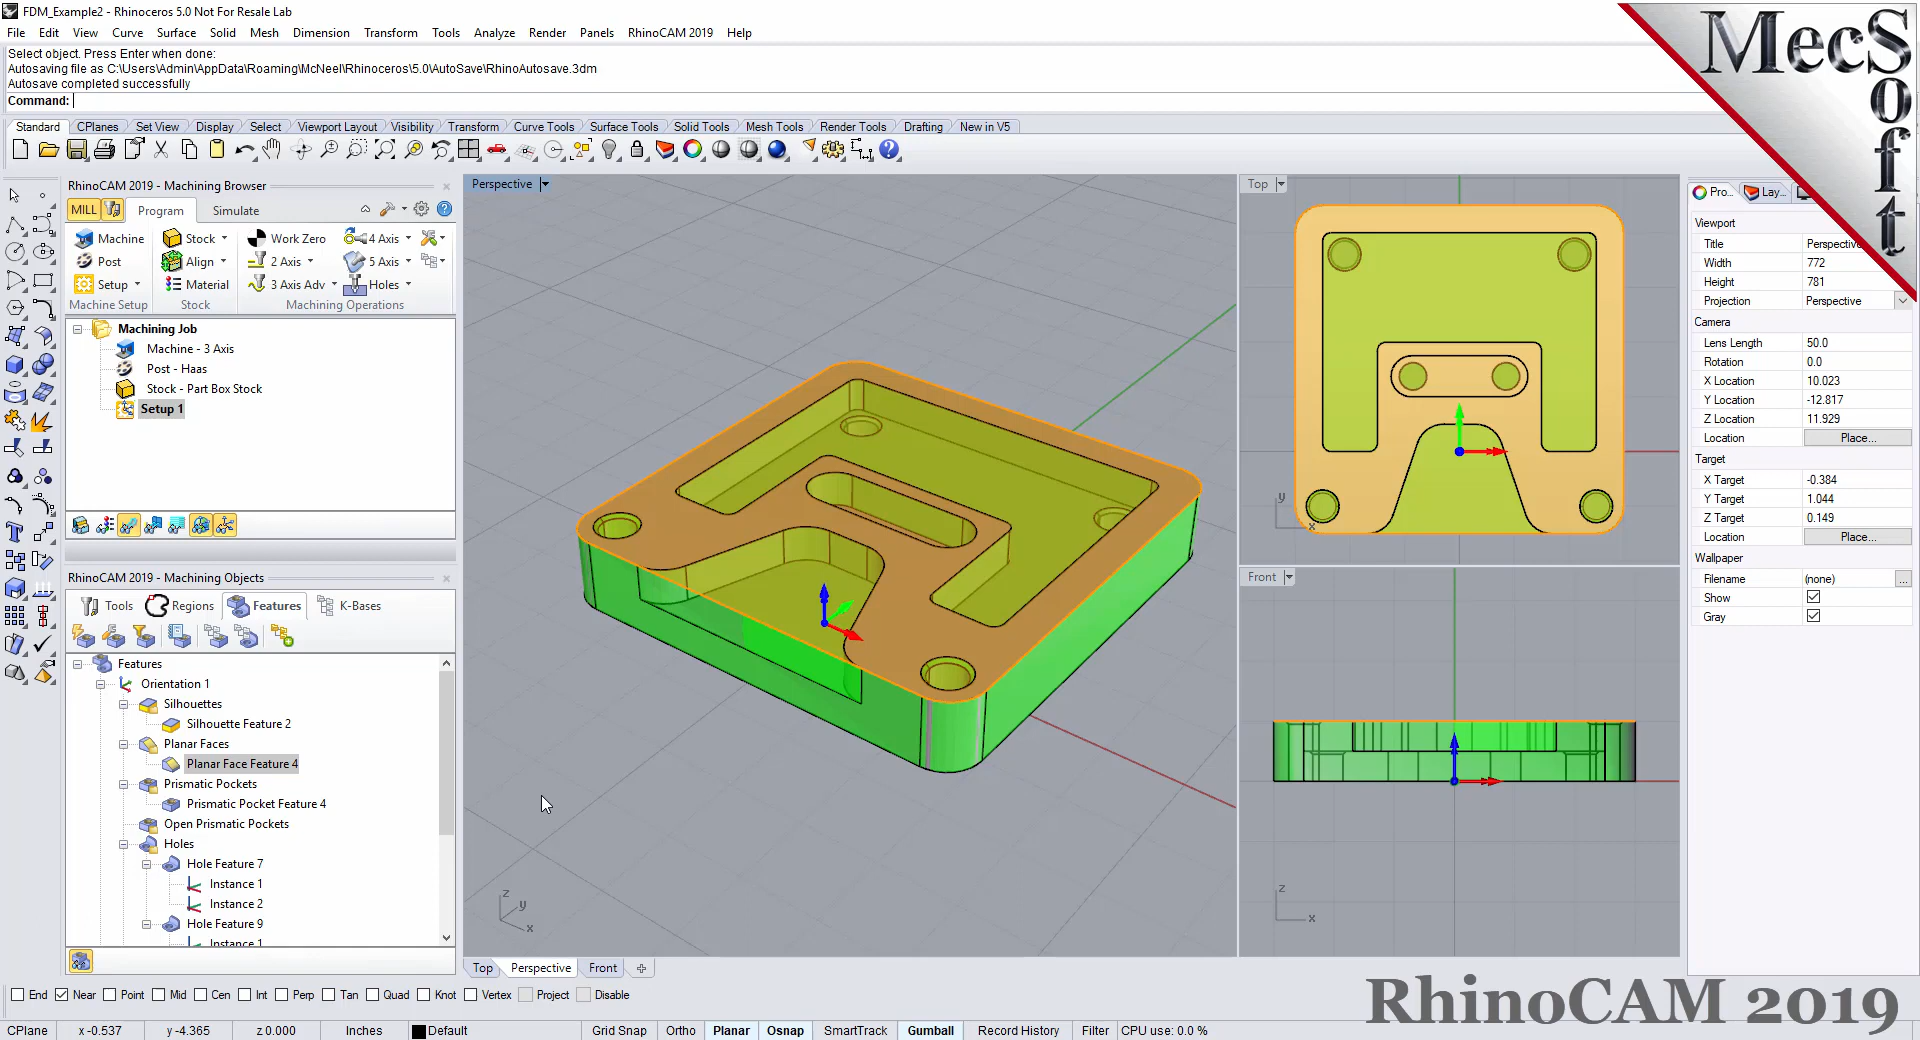 FDM_Example2 - Rhinoceros 5.0 Not For Resale Lab
File Edit View Curve Surface Solid Mesh Dimension Transform Tools Analyze Render Panels RhinoCAM 2019 Help
Select object. Press Enter when done:
Autosaving file as C:\Users\Admin\AppData\Roaming\McNeel\Rhinoceros\5.0\AutoSave\RhinoAutosave.3dm
Autosave completed successfully
Command:
Standard CPlanes Set View Display Select Viewport Layout Visibility Transform Curve Tools Surface Tools Solid Tools Mesh Tools Render Tools Drafting New in V5
MecSoft
RhinoCAM 2019 - Machining Browser
MILL Program Simulate
Machine Stock Work Zero 4 Axis
Post Align 2 Axis 5 Axis
Setup Material 3 Axis Adv Holes
Machine Setup Stock Machining Operations
Machining Job
Machine - 3 Axis
Post - Haas
Stock - Part Box Stock
Setup 1
RhinoCAM 2019 - Machining Objects
Tools Regions Features K-Bases
Features
Orientation 1
Silhouettes
Silhouette Feature 2
Planar Faces
Planar Face Feature 4
Prismatic Pockets
Prismatic Pocket Feature 4
Open Prismatic Pockets
Holes
Hole Feature 7
Instance 1
Instance 2
Hole Feature 9
Instance 1
Perspective
z
y
x
Top
y
x
Front
z
x
Pro... Lay...
Viewport
Title Perspective
Width 772
Height 781
Projection Perspective
Camera
Lens Length 50.0
Rotation 0.0
X Location 10.023
Y Location -12.817
Z Location 11.929
Location Place...
Target
X Target -0.384
Y Target 1.044
Z Target 0.149
Location Place...
Wallpaper
Filename (none) ...
Show
Gray
Top Perspective Front
End Near Point Mid Cen Int Perp Tan Quad Knot Vertex Project Disable
RhinoCAM 2019
CPlane x -0.537 y -4.365 z 0.000 Inches Default Grid Snap Ortho Planar Osnap SmartTrack Gumball Record History Filter CPU use: 0.0 %